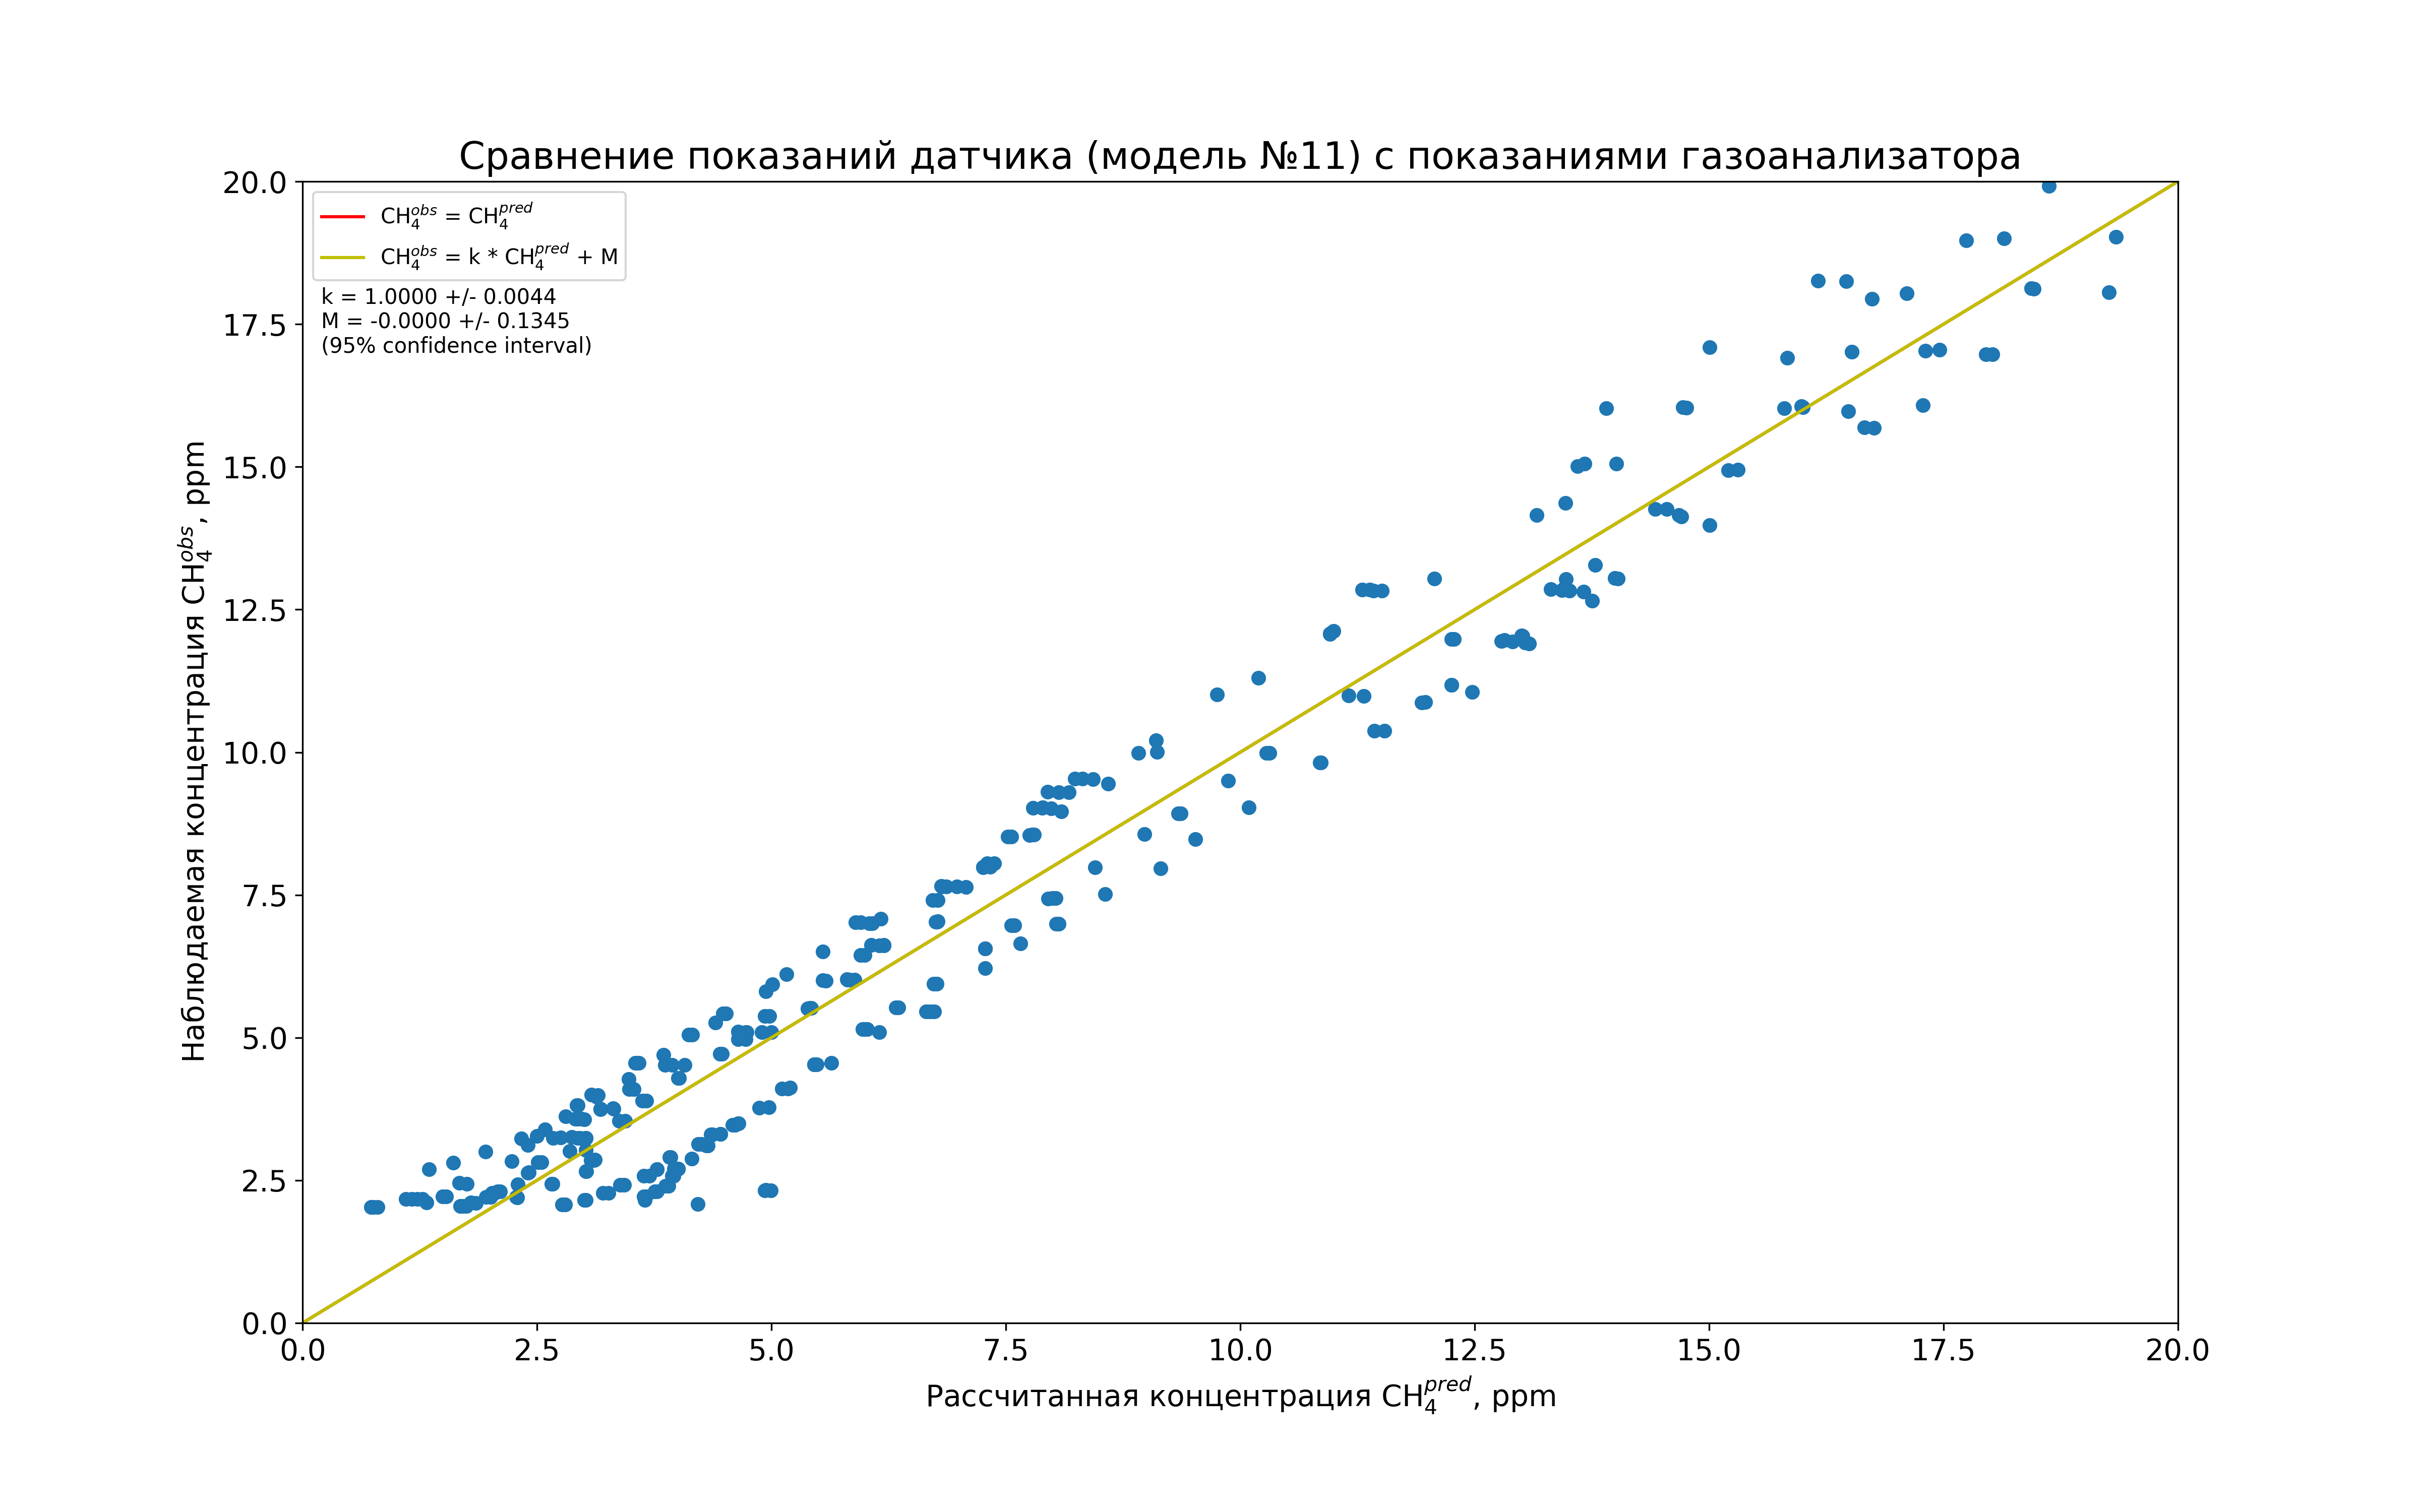 Сравнение показаний датчика (модель №11) с показаниями газоанализатора
CH₄ᵒᵇˢ = CH₄ᵖʳᵉᵈ
CH₄ᵒᵇˢ = k * CH₄ᵖʳᵉᵈ + M
k = 1.0000 +/- 0.0044
M = -0.0000 +/- 0.1345
(95% confidence interval)
20.0
17.5
15.0
12.5
10.0
7.5
5.0
2.5
0.0
Наблюдаемая концентрация CH₄ᵒᵇˢ, ppm
0.0 2.5 5.0 7.5 10.0 12.5 15.0 17.5 20.0
Рассчитанная концентрация CH₄ᵖʳᵉᵈ, ppm